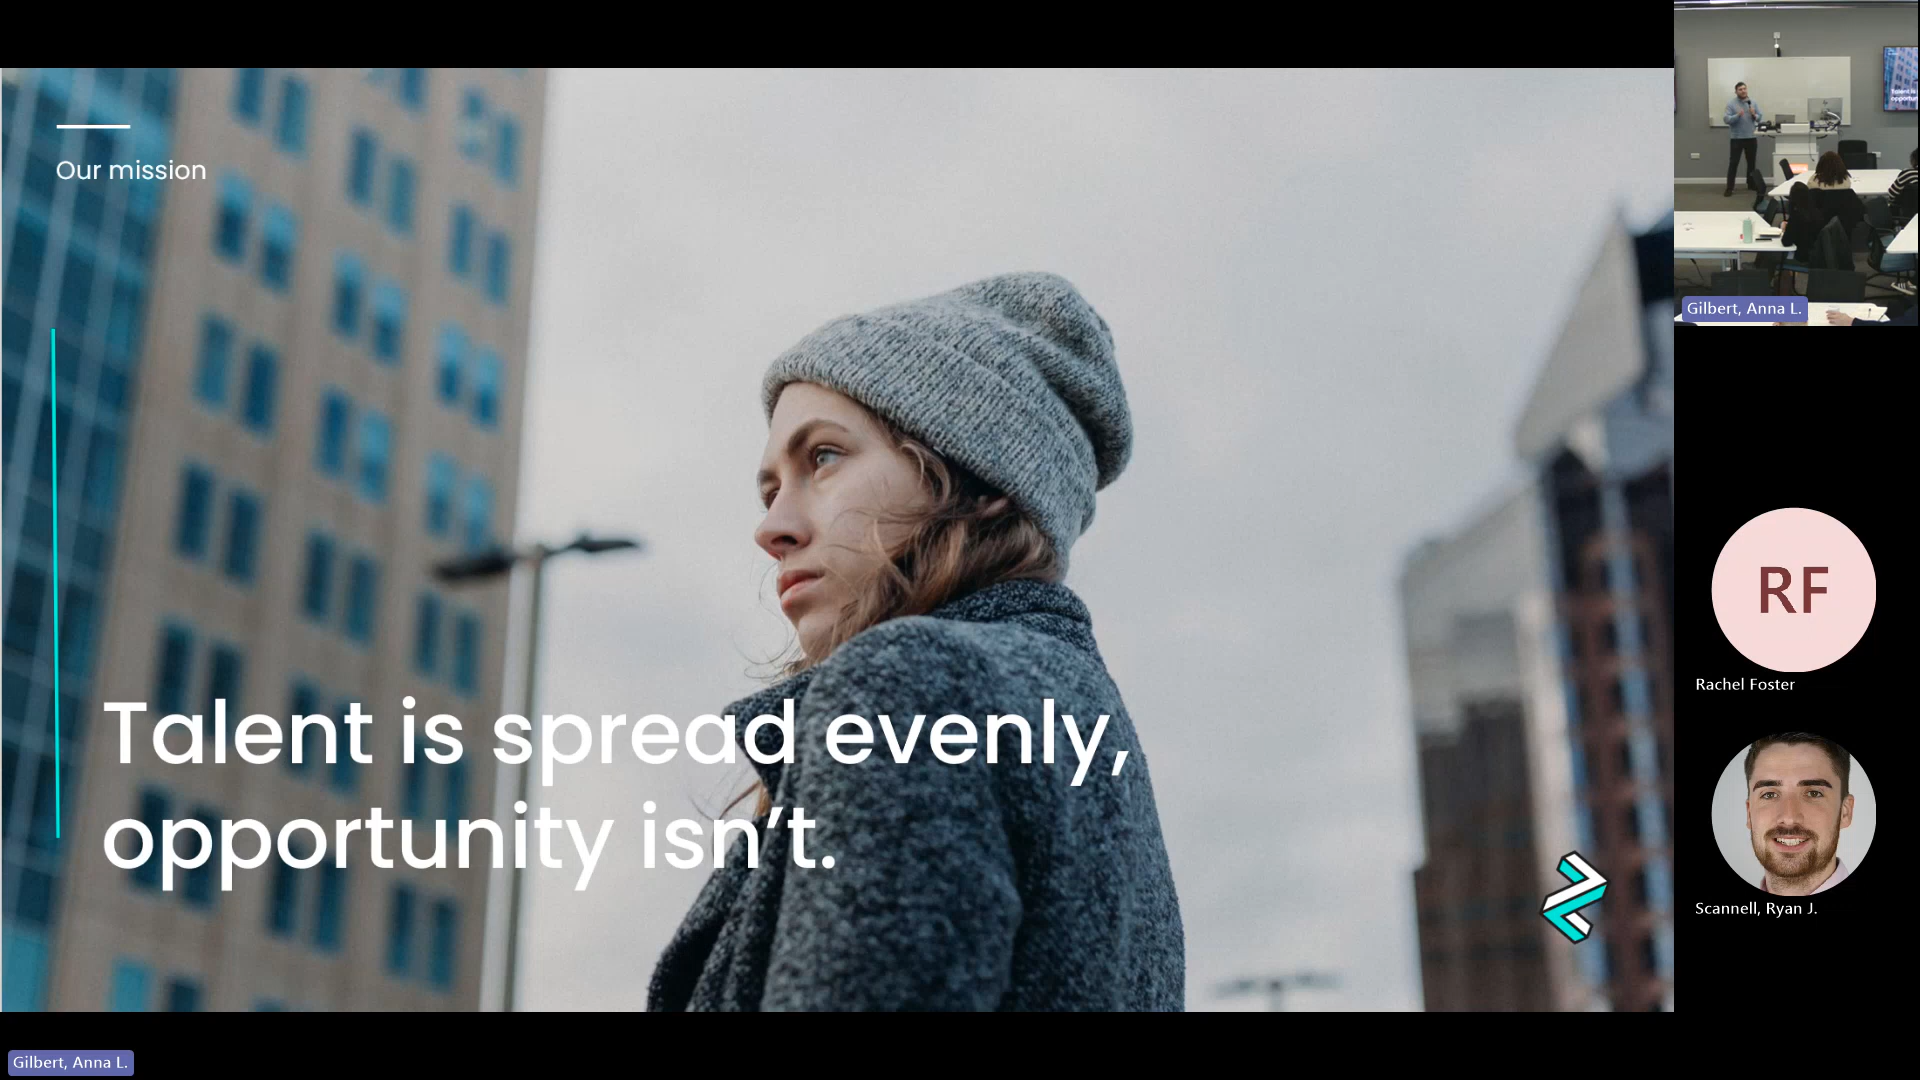 Our mission
Talent is spread evenly,
opportunity isn't.
Gilbert, Anna L.
RF
Rachel Foster
Scannell, Ryan J.
Gilbert, Anna L.